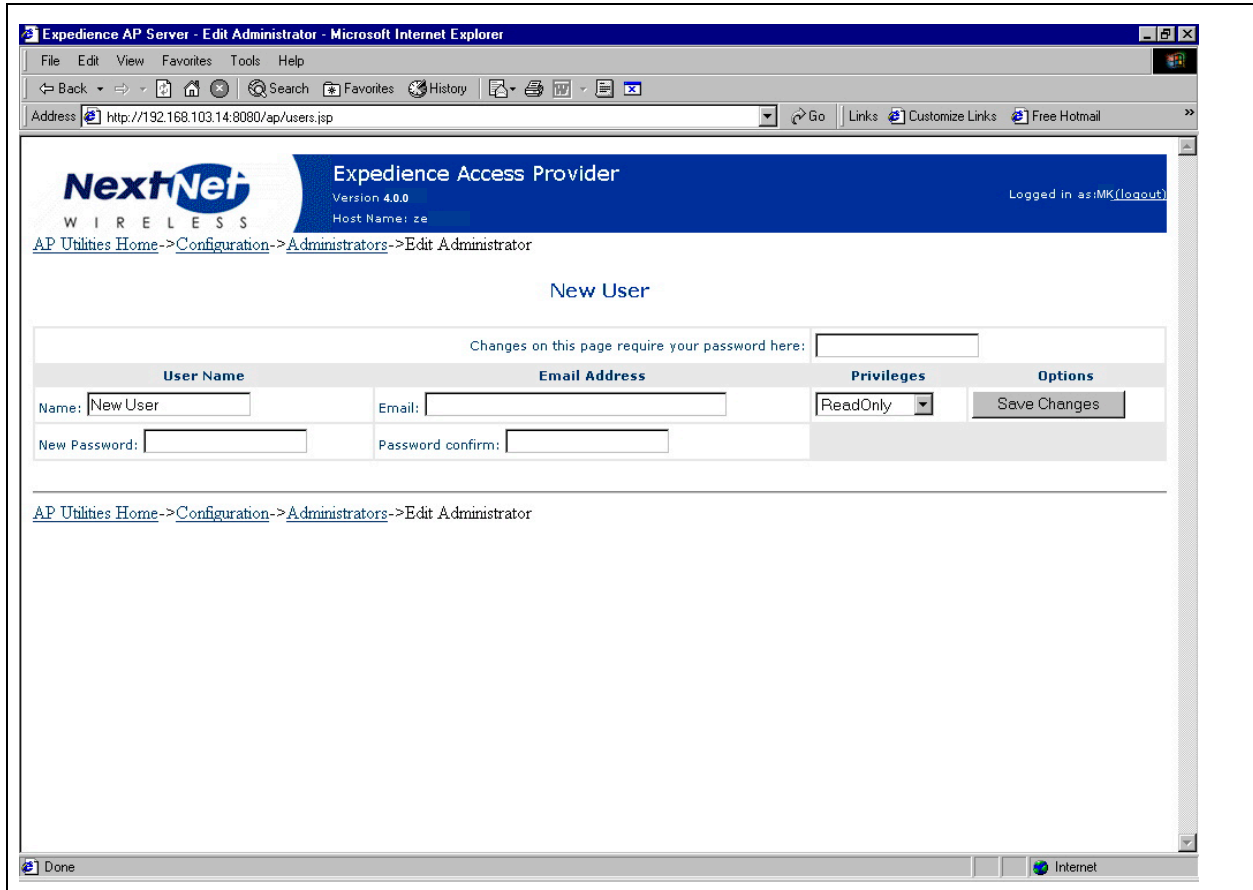 Expedience AP Server - Edit Administrator - Microsoft Internet Explorer
File Edit View Favorites Tools Help
Back Search Favorites History
Address http://192.168.103.14:8080/ap/users.jsp Go Links Customize Links Free Hotmail »
NextNet
WIRELESS
Expedience Access Provider
Version 4.0.0
Host Name: ze
Logged in as:MK(logout)
AP Utilities Home->Configuration->Administrators->Edit Administrator
New User
Changes on this page require your password here:
User Name Email Address Privileges Options
Name: New User Email: ReadOnly Save Changes
New Password: Password confirm:
AP Utilities Home->Configuration->Administrators->Edit Administrator
Done Internet